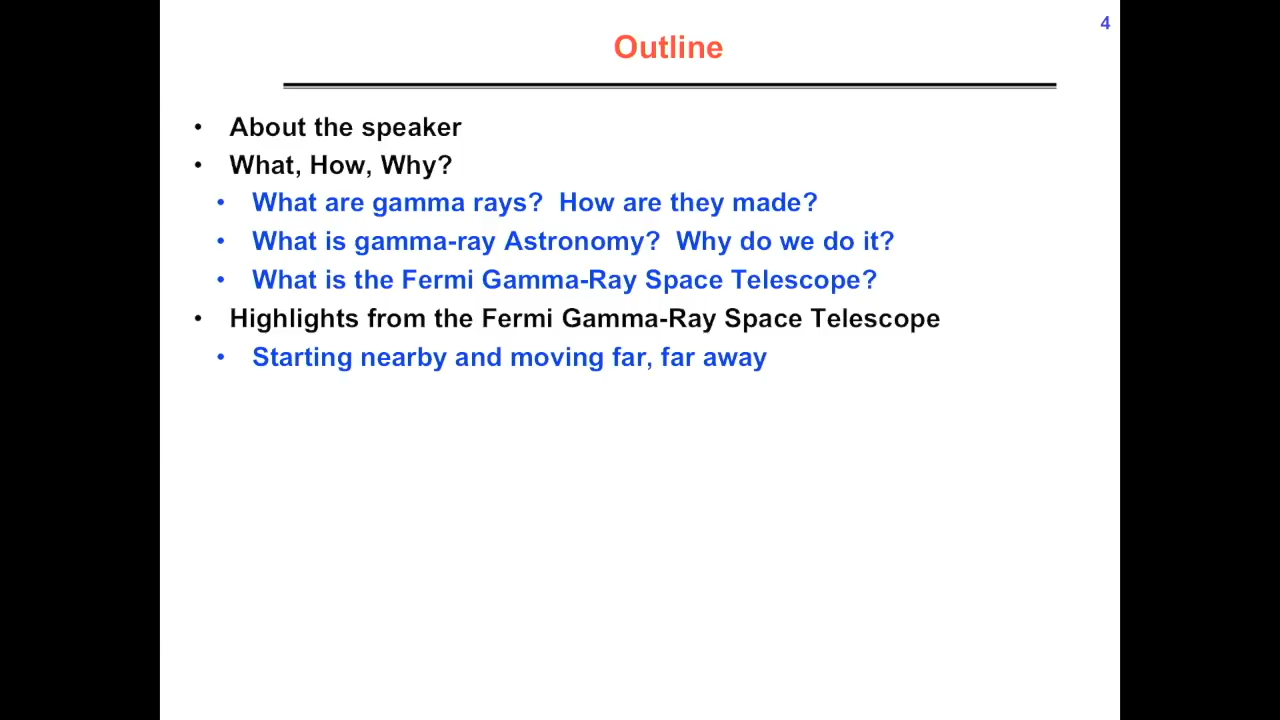 4
Outline
• About the speaker
• What, How, Why?
• What are gamma rays?  How are they made?
• What is gamma-ray Astronomy?  Why do we do it?
• What is the Fermi Gamma-Ray Space Telescope?
• Highlights from the Fermi Gamma-Ray Space Telescope
• Starting nearby and moving far, far away